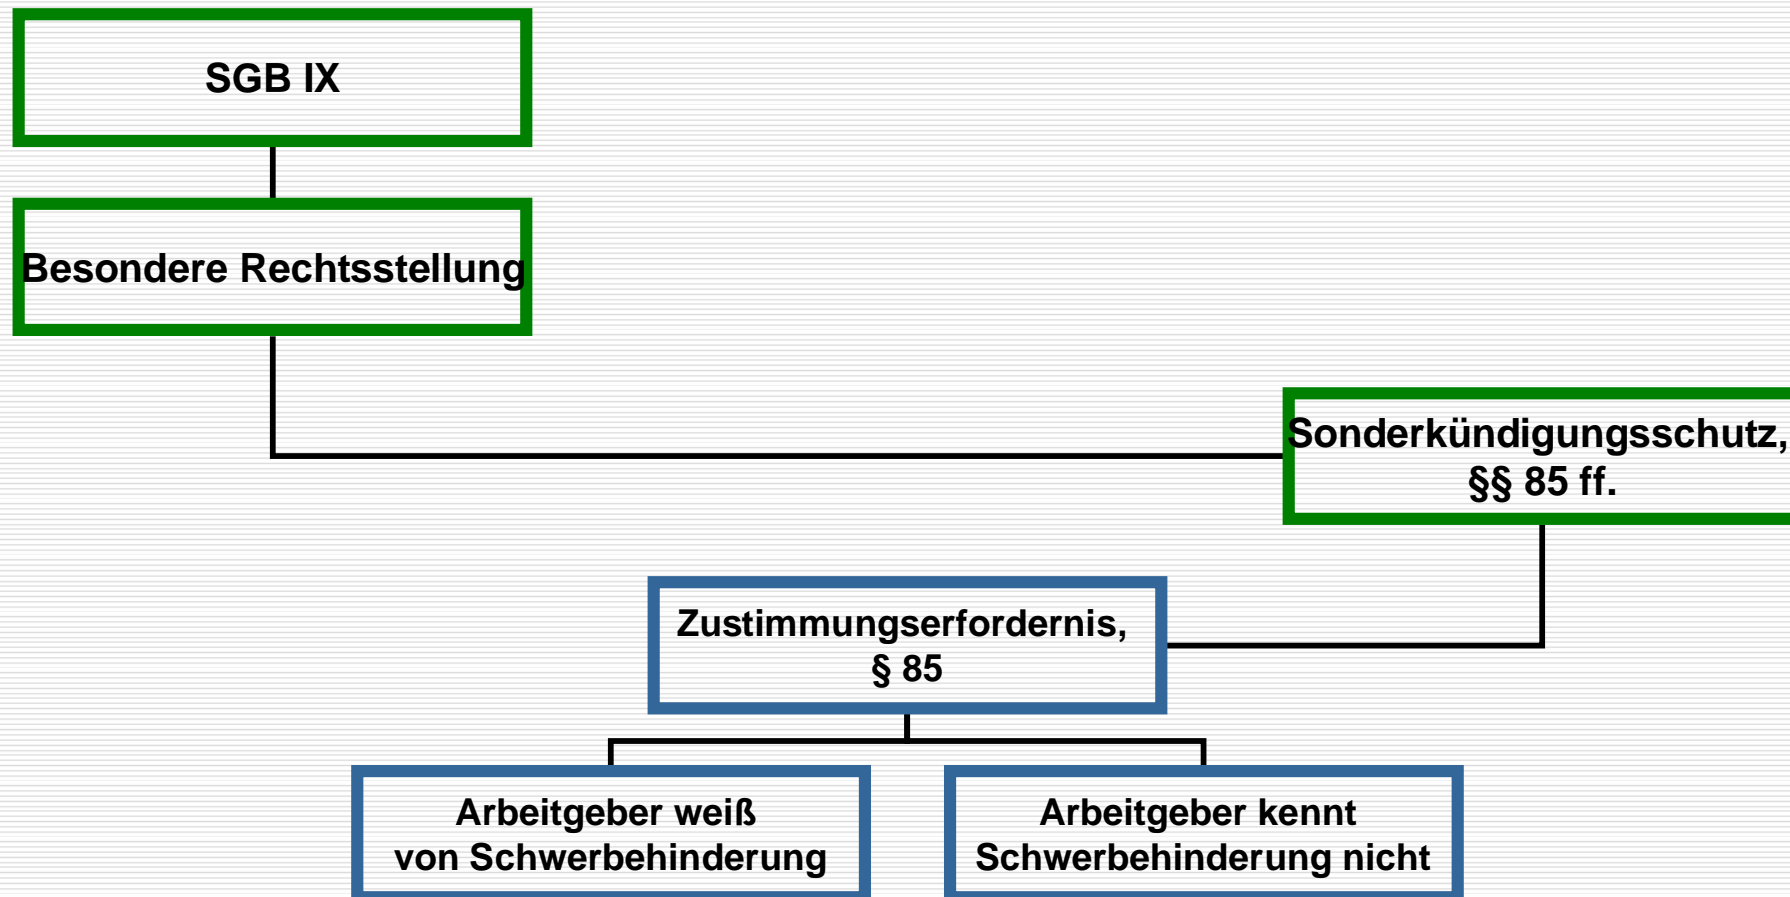 SGB IX
Besondere Rechtsstellung
Sonderkündigungsschutz,
§§ 85 ff.
Zustimmungserfordernis,
§ 85
Arbeitgeber weiß
von Schwerbehinderung
Arbeitgeber kennt
Schwerbehinderung nicht